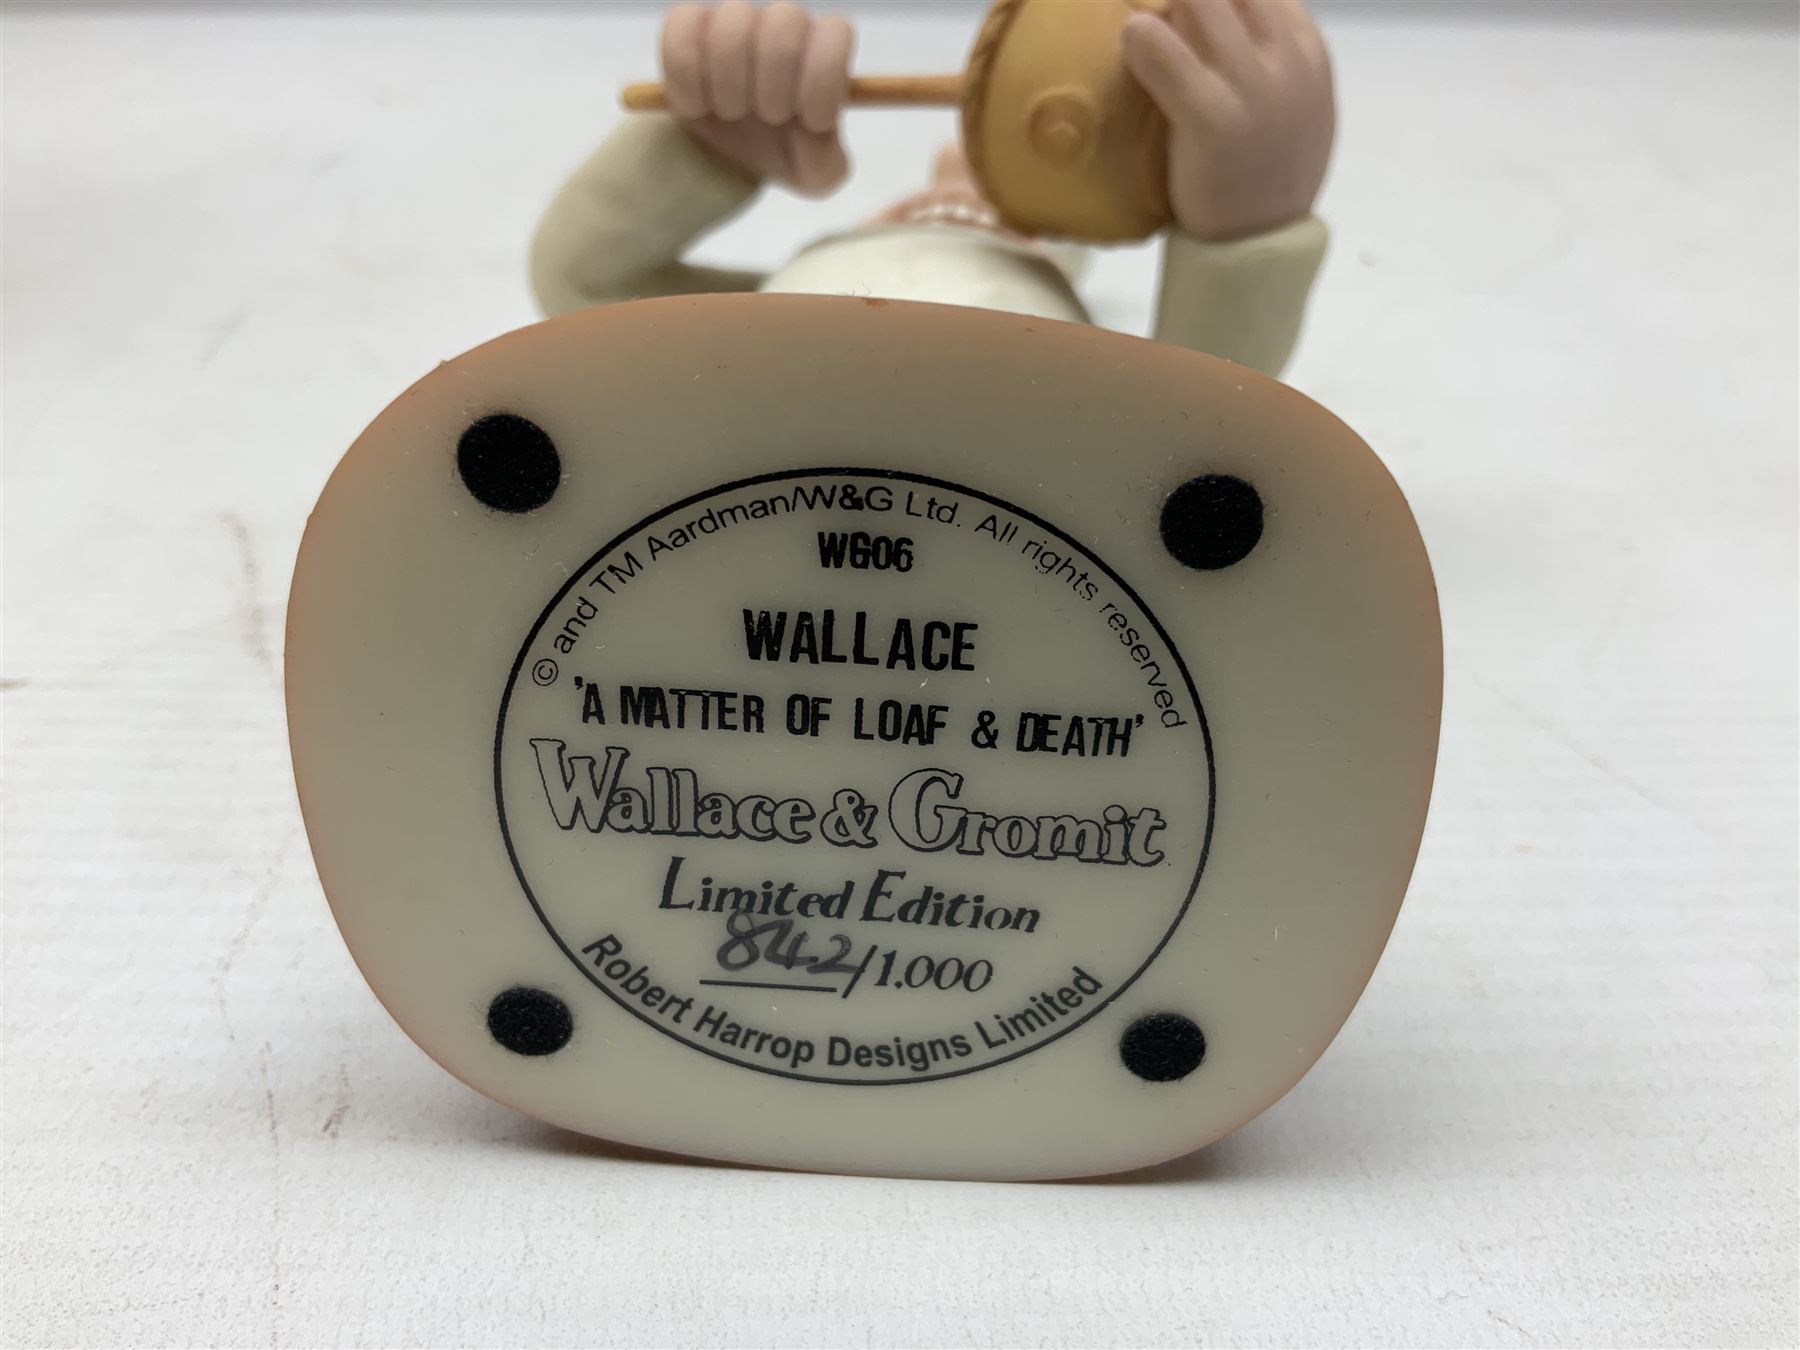 © and TM Aardman/W&G Ltd. All rights reserved
WG06
WALLACE
'A MATTER OF LOAF & DEATH'
Wallace & Gromit
Limited Edition
842/1.000
Robert Harrop Designs Limited